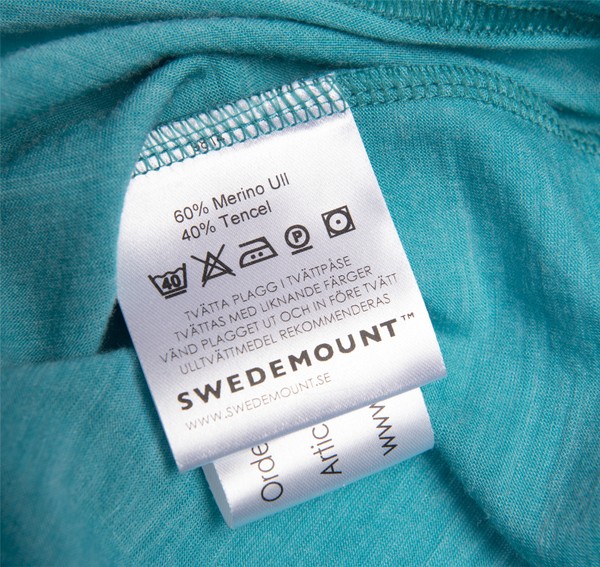 60% Merino Ull
40% Tencel
40 P
TVÄTTA PLAGG I TVÄTTPÅSE
TVÄTTAS MED LIKNANDE FÄRGER
VÄND PLAGGET UT OCH IN FÖRE TVÄTT
ULLTVÄTTMEDEL REKOMMENDERAS
SWEDEMOUNT™
WWW.SWEDEMOUNT.SE
Orde
Artic
www